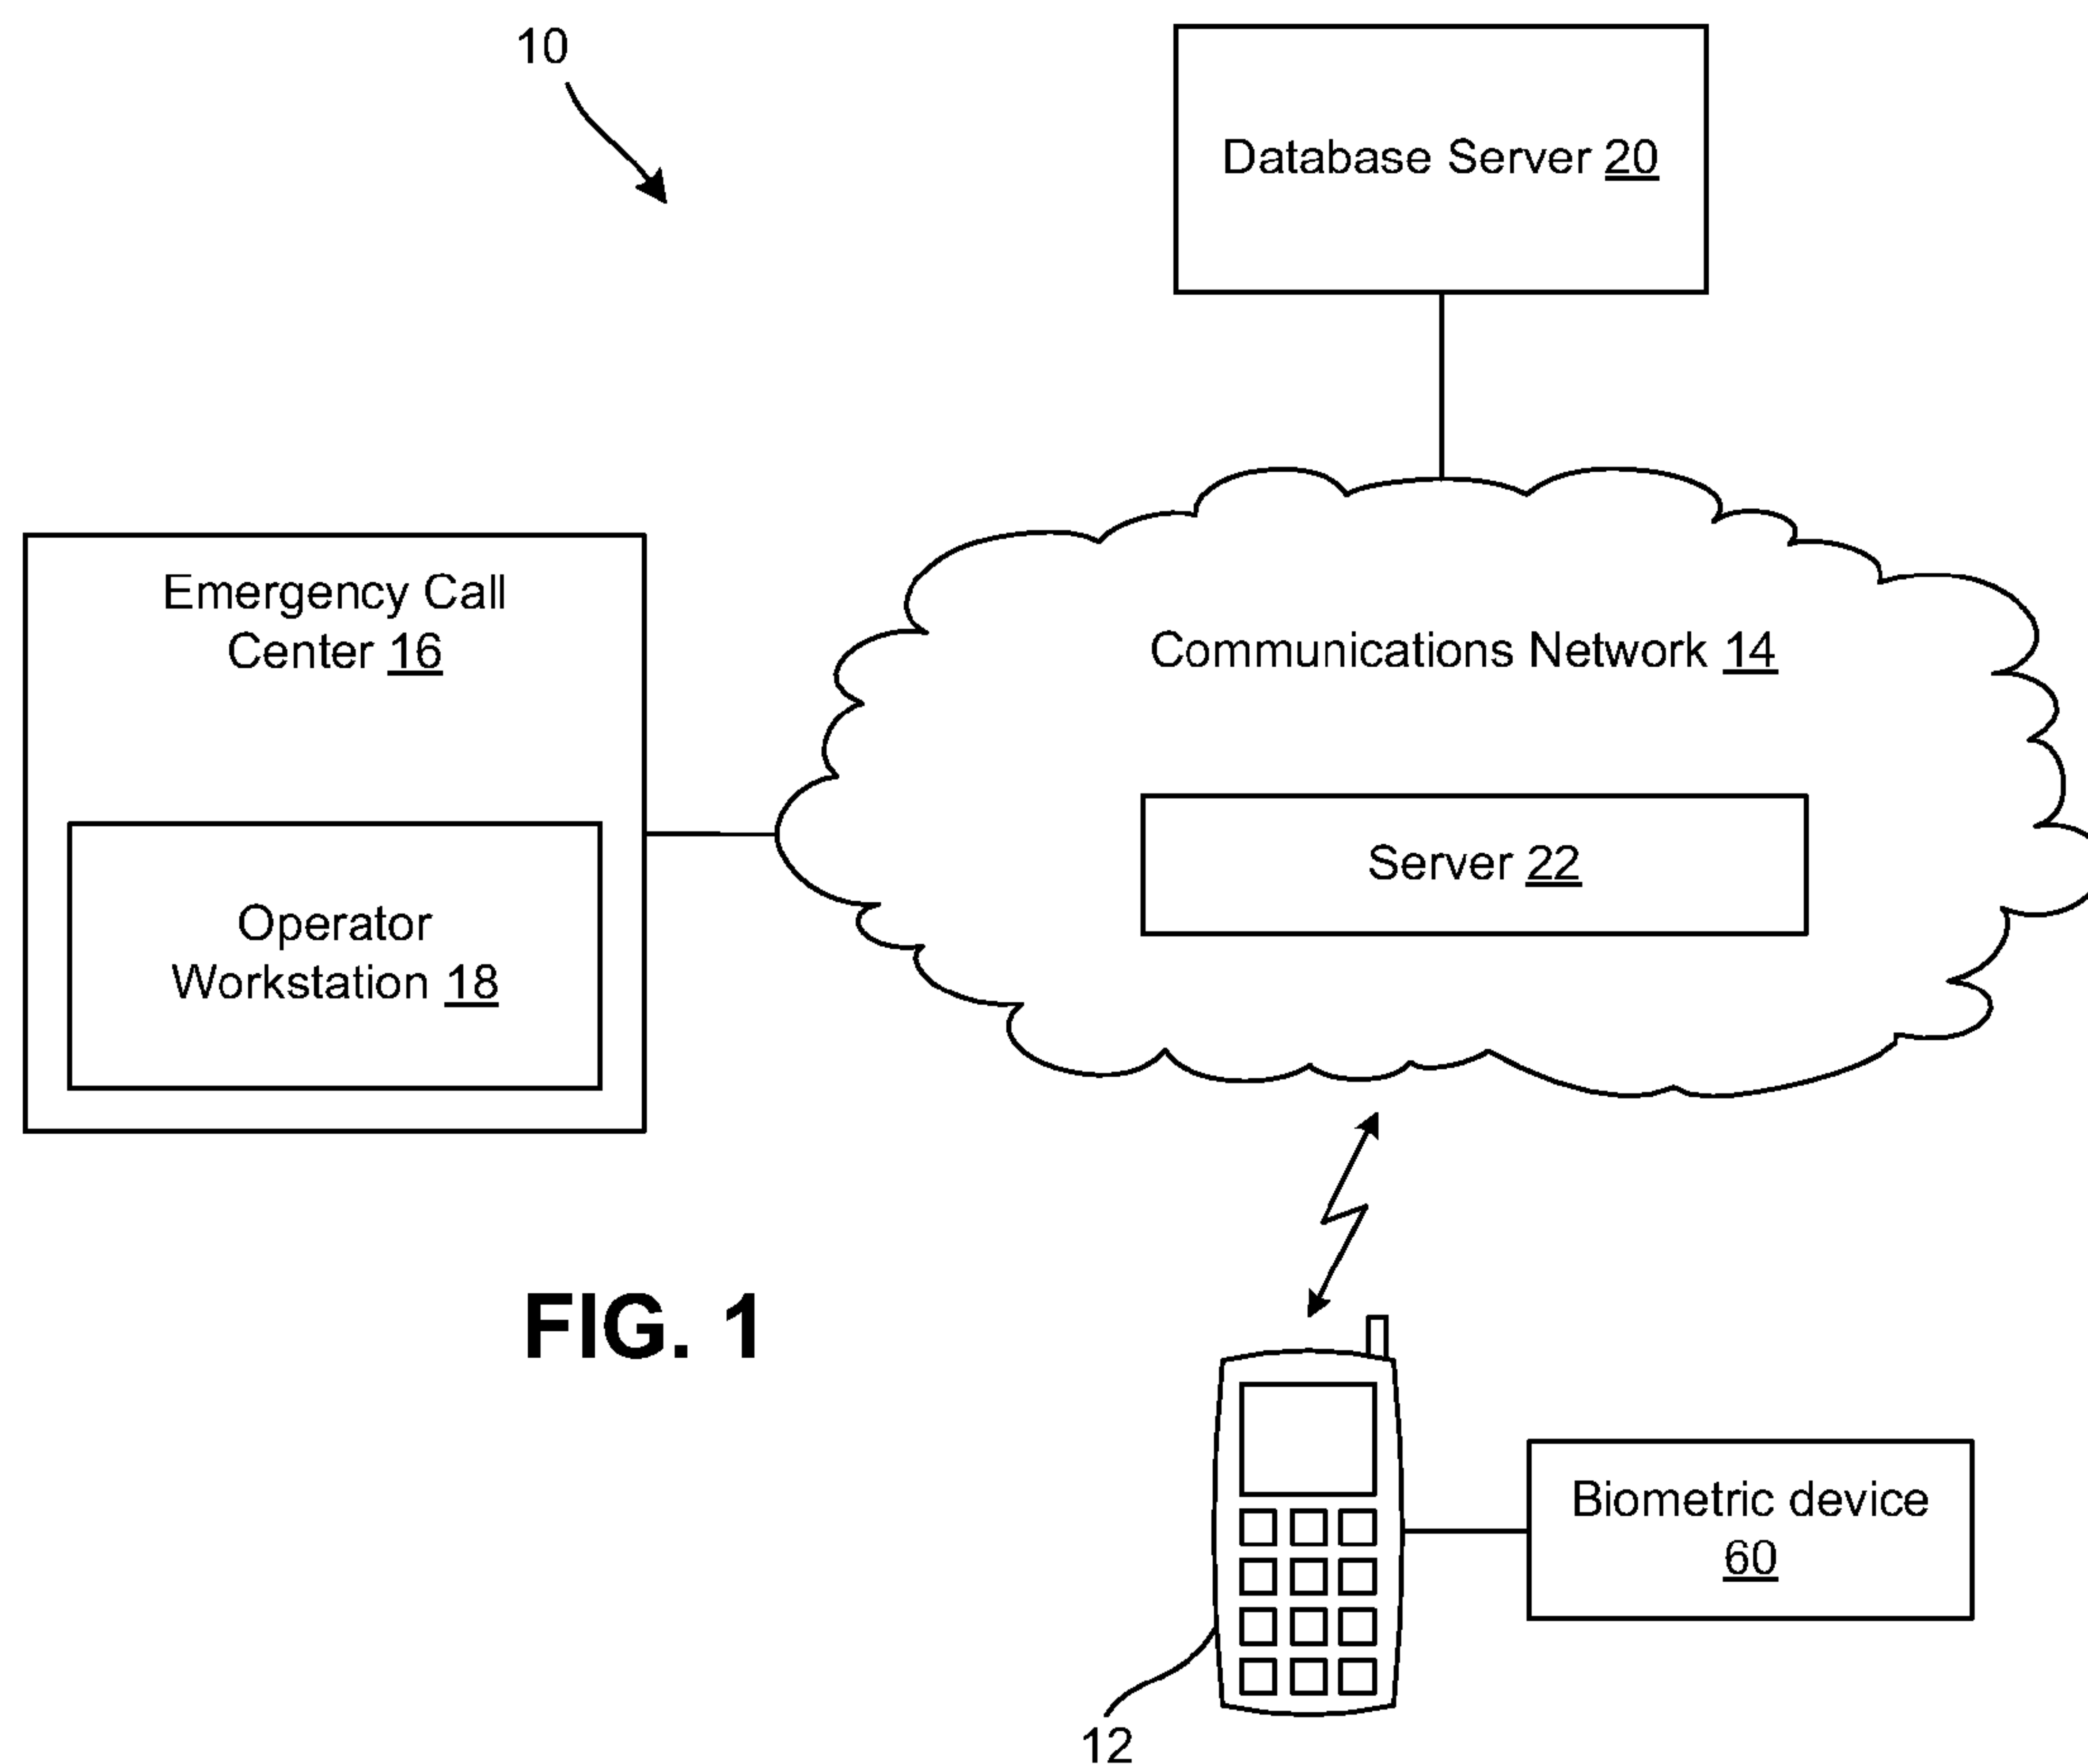 10
Database Server 20
Emergency Call
Center 16
Communications Network 14
Server 22
Operator
Workstation 18
FIG. 1
Biometric device
60
12